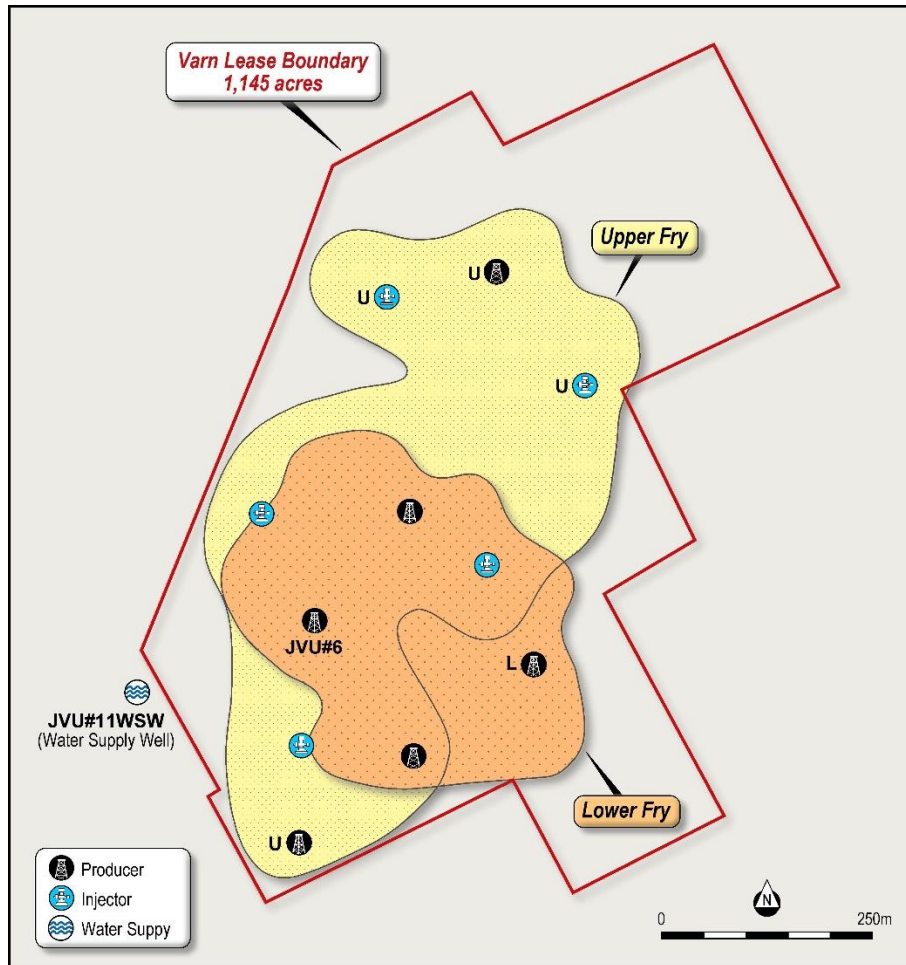 Varn Lease Boundary
1,145 acres
Upper Fry
U
U
U
JVU#6
L
JVU#11WSW
(Water Supply Well)
Lower Fry
U
Producer
Injector
Water Suppy
N
0
250m